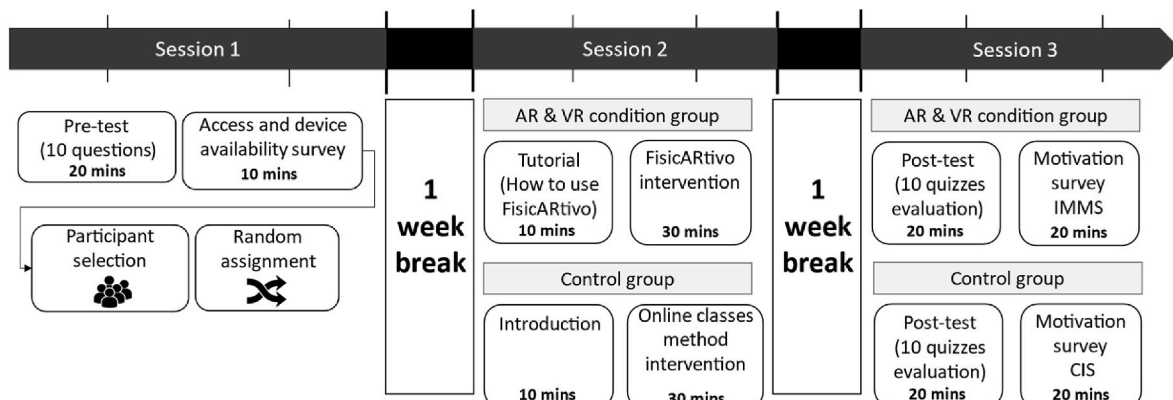 Session 1
Session 2
Session 3
Pre-test
(10 questions)
20 mins
Access and device
availability survey
10 mins
Participant
selection
Random
assignment
1
week
break
AR & VR condition group
Tutorial
(How to use
FisicARtivo)
10 mins
FisicARtivo
intervention
30 mins
Control group
Introduction
10 mins
Online classes
method
intervention
30 mins
1
week
break
AR & VR condition group
Post-test
(10 quizzes
evaluation)
20 mins
Motivation
survey
IMMS
20 mins
Control group
Post-test
(10 quizzes
evaluation)
20 mins
Motivation
survey
CIS
20 mins